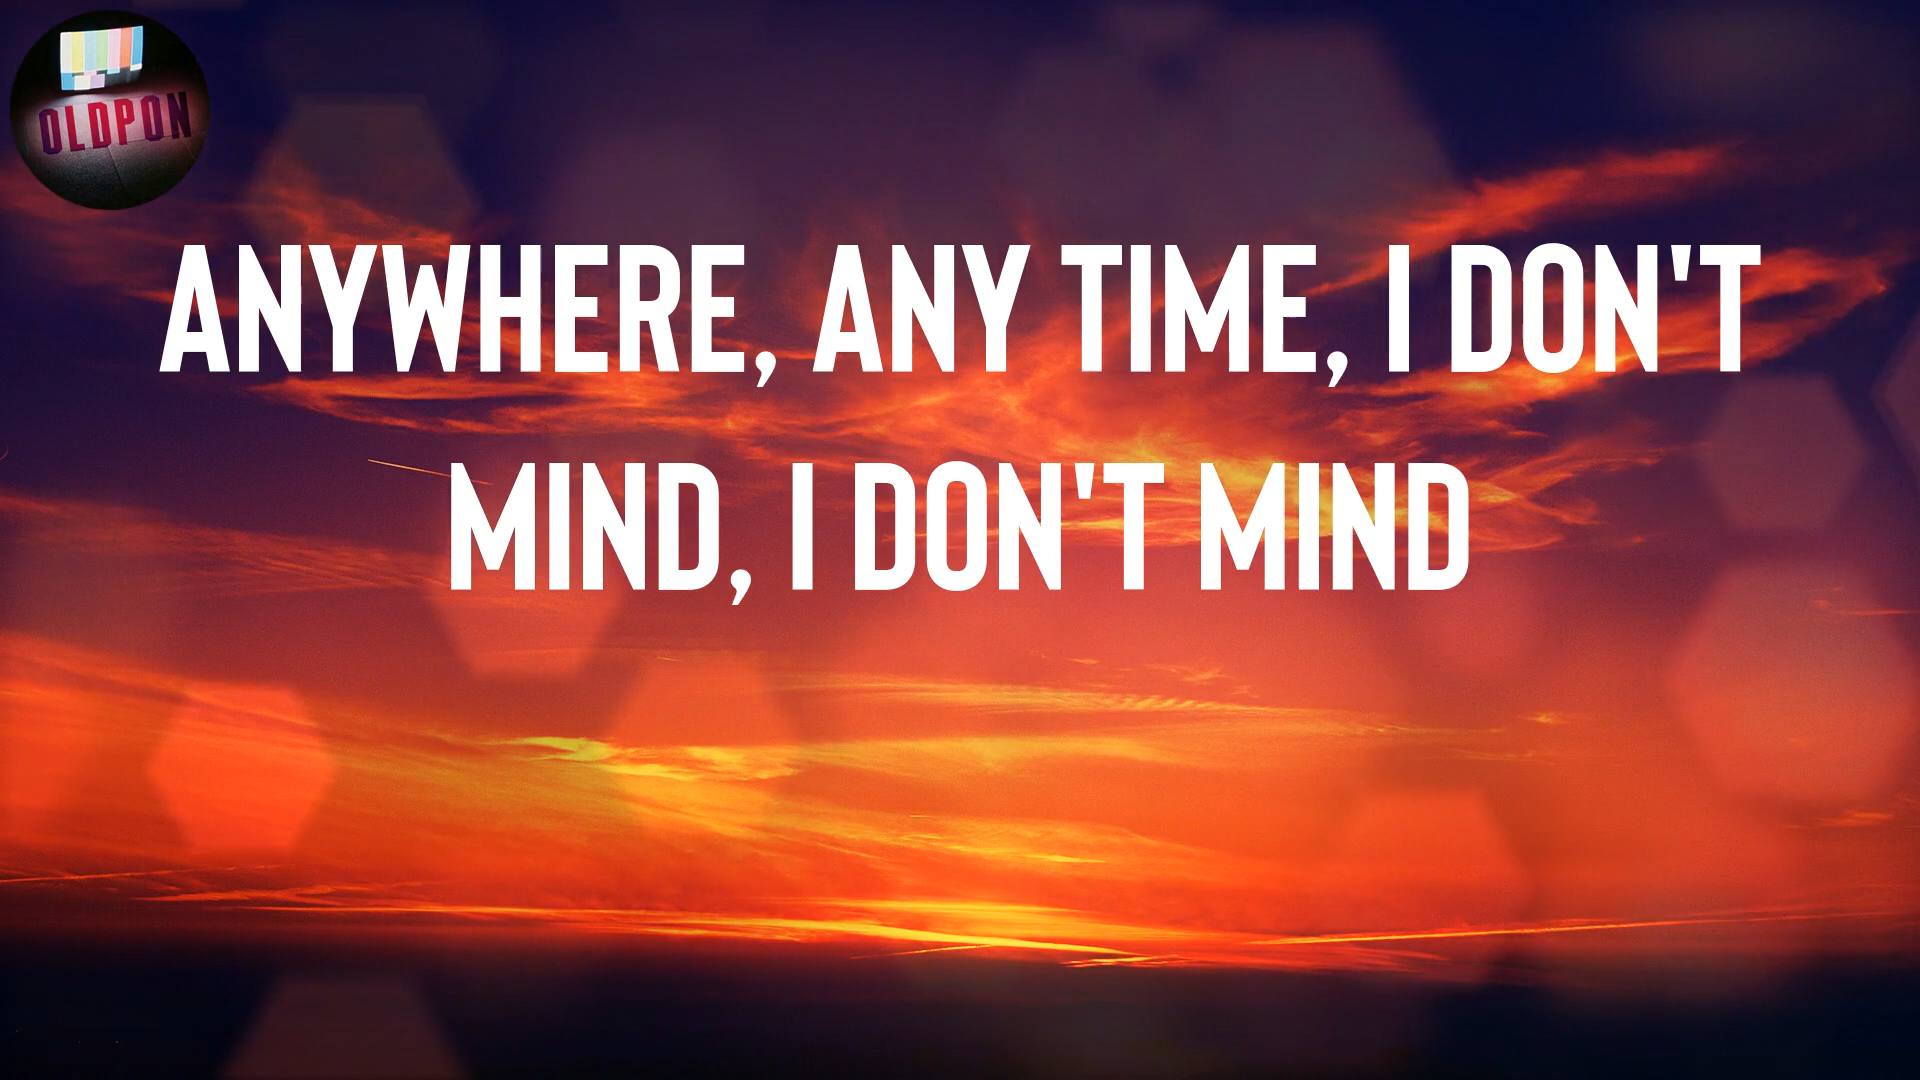 OLDPON
ANYWHERE, ANY TIME, I DON'T
MIND, I DON'T MIND